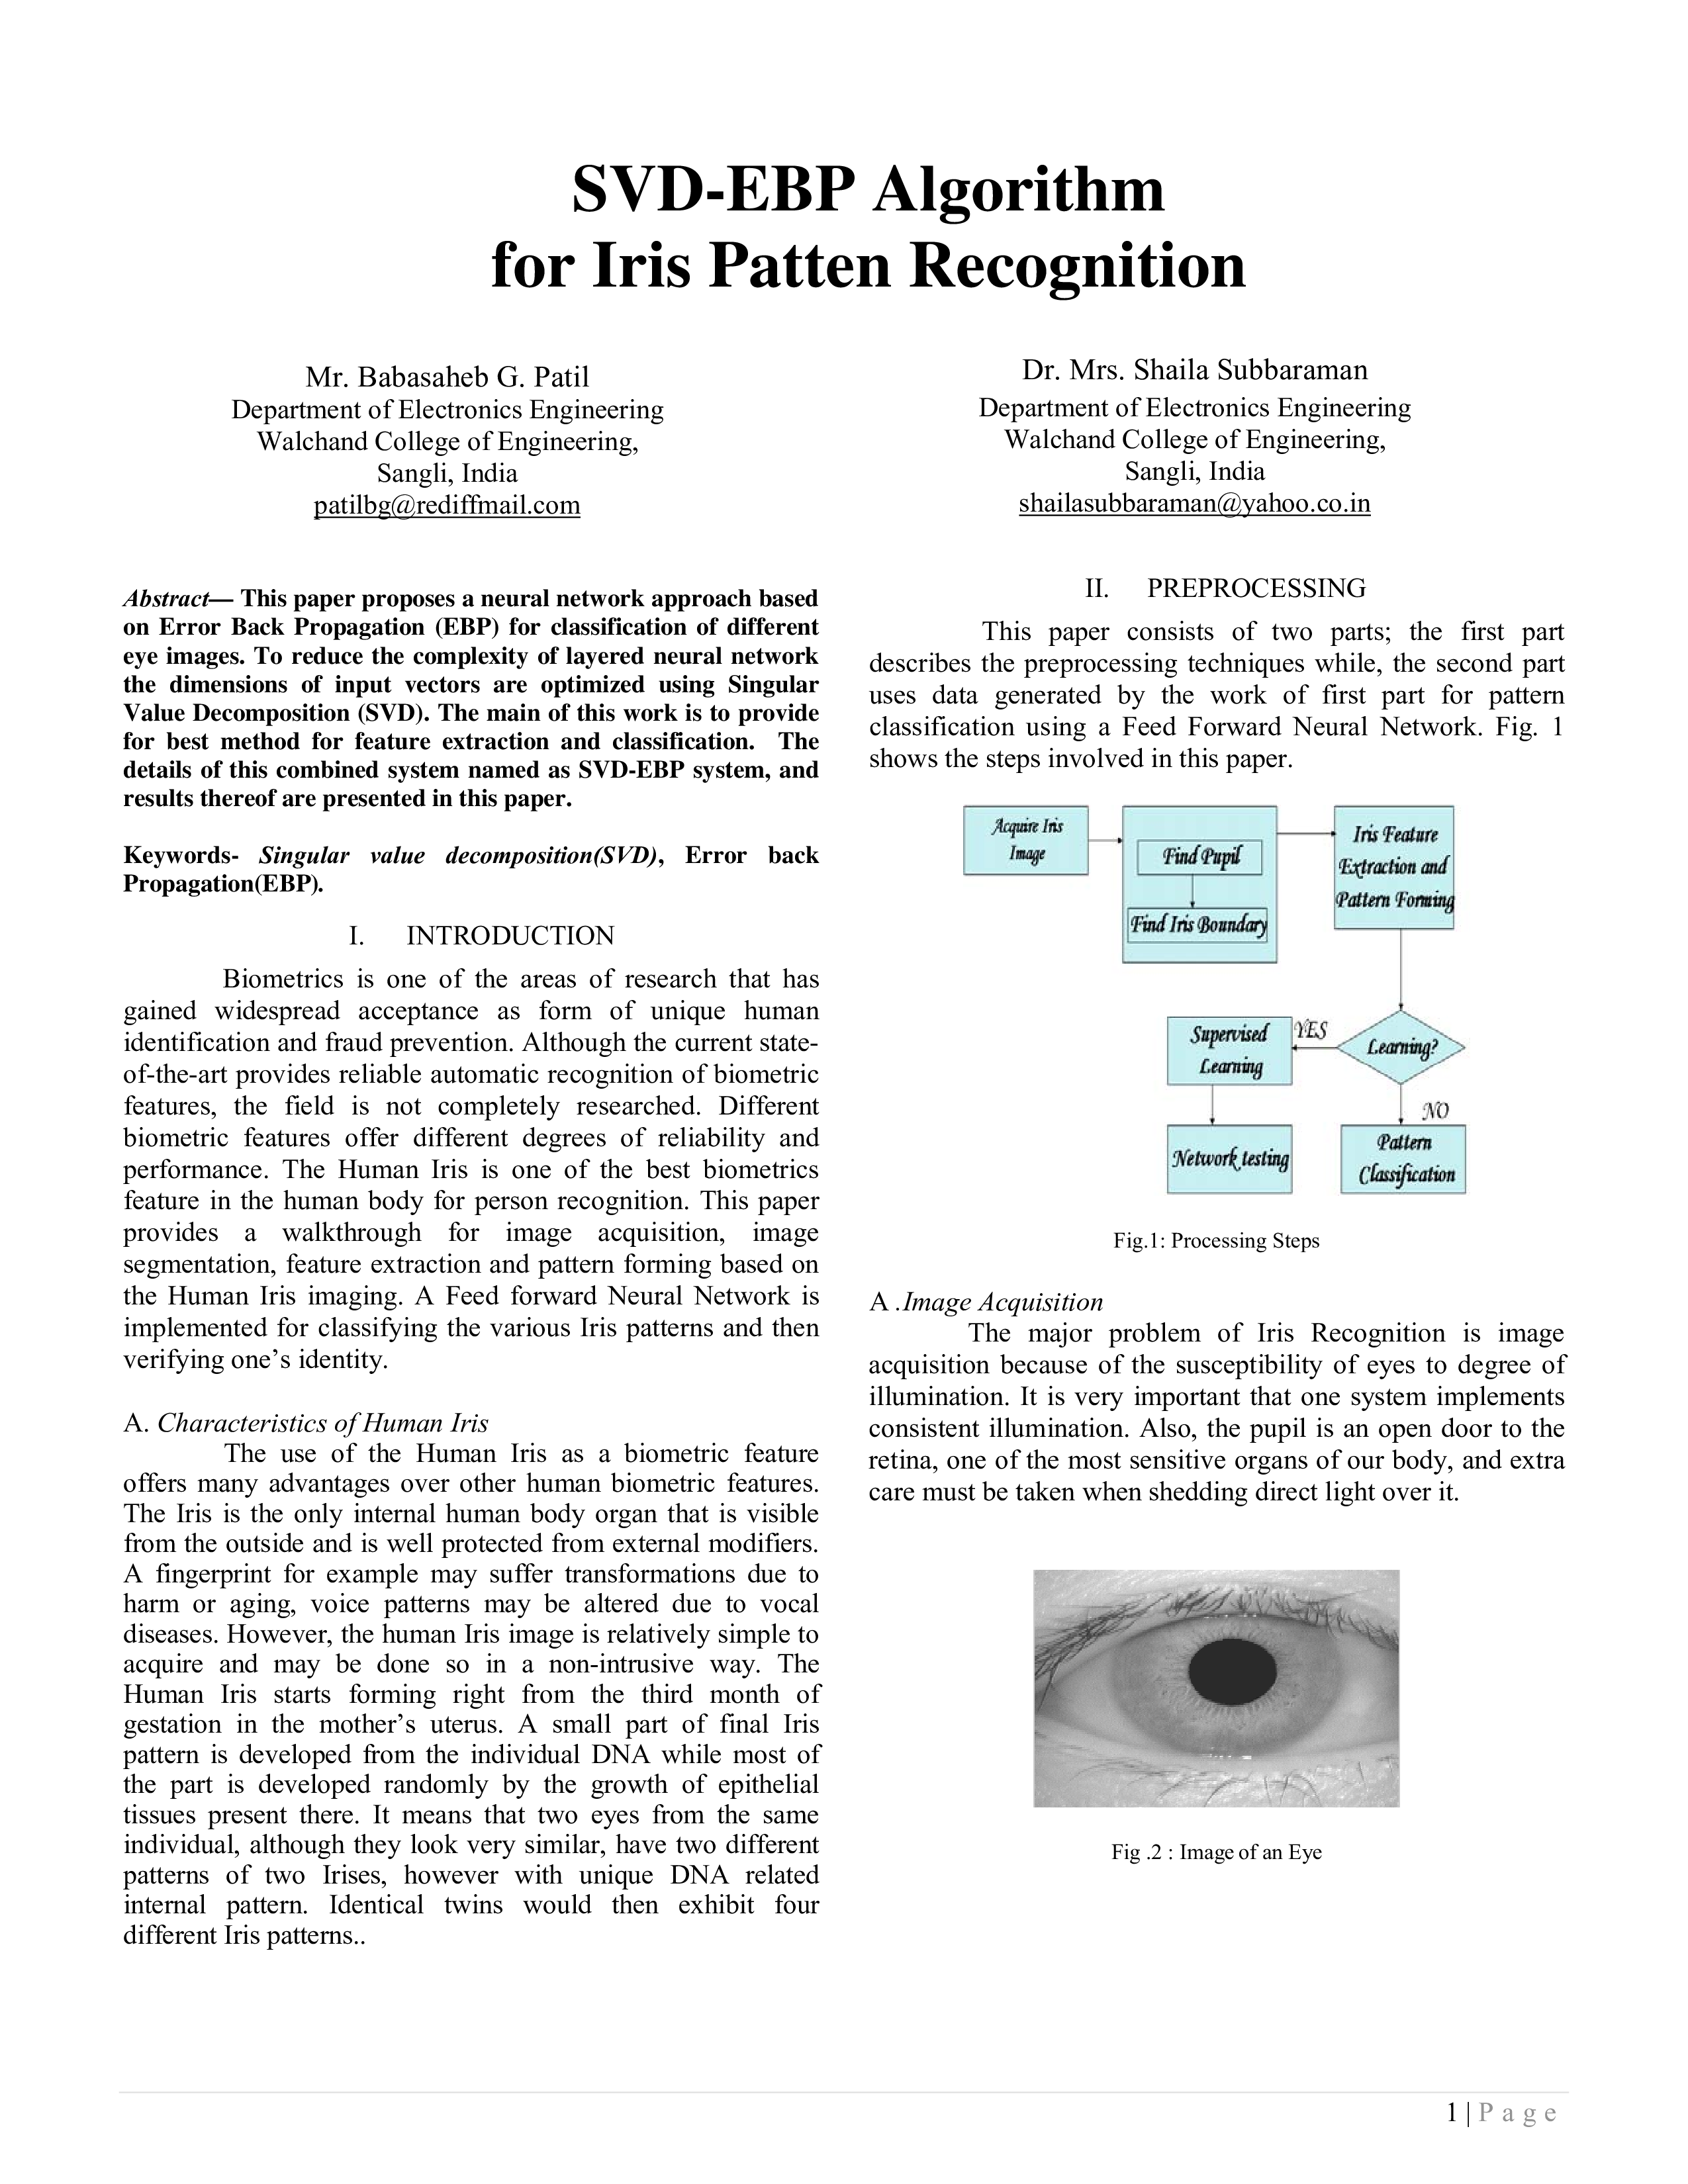 SVD-EBP Algorithm
for Iris Patten Recognition
Mr. Babasaheb G. Patil
Department of Electronics Engineering
Walchand College of Engineering,
Sangli, India
patilbg@rediffmail.com
Dr. Mrs. Shaila Subbaraman
Department of Electronics Engineering
Walchand College of Engineering,
Sangli, India
shailasubbaraman@yahoo.co.in
Abstract— This paper proposes a neural network approach based
on Error Back Propagation (EBP) for classification of different
eye images. To reduce the complexity of layered neural network
the dimensions of input vectors are optimized using Singular
Value Decomposition (SVD). The main of this work is to provide
for best method for feature extraction and classification. The
details of this combined system named as SVD-EBP system, and
results thereof are presented in this paper.
Keywords- Singular value decomposition(SVD), Error back
Propagation(EBP).
I. INTRODUCTION
Biometrics is one of the areas of research that has
gained widespread acceptance as form of unique human
identification and fraud prevention. Although the current state-
of-the-art provides reliable automatic recognition of biometric
features, the field is not completely researched. Different
biometric features offer different degrees of reliability and
performance. The Human Iris is one of the best biometrics
feature in the human body for person recognition. This paper
provides a walkthrough for image acquisition, image
segmentation, feature extraction and pattern forming based on
the Human Iris imaging. A Feed forward Neural Network is
implemented for classifying the various Iris patterns and then
verifying one's identity.
A. Characteristics of Human Iris
The use of the Human Iris as a biometric feature
offers many advantages over other human biometric features.
The Iris is the only internal human body organ that is visible
from the outside and is well protected from external modifiers.
A fingerprint for example may suffer transformations due to
harm or aging, voice patterns may be altered due to vocal
diseases. However, the human Iris image is relatively simple to
acquire and may be done so in a non-intrusive way. The
Human Iris starts forming right from the third month of
gestation in the mother's uterus. A small part of final Iris
pattern is developed from the individual DNA while most of
the part is developed randomly by the growth of epithelial
tissues present there. It means that two eyes from the same
individual, although they look very similar, have two different
patterns of two Irises, however with unique DNA related
internal pattern. Identical twins would then exhibit four
different Iris patterns..
II. PREPROCESSING
This paper consists of two parts; the first part
describes the preprocessing techniques while, the second part
uses data generated by the work of first part for pattern
classification using a Feed Forward Neural Network. Fig. 1
shows the steps involved in this paper.
Acquire Iris
Image
Find Pupil
Find Iris Boundary
Iris Feature
Extraction and
Pattern Forming
Learning?
YES
Supervised
Learning
NO
Network testing
Pattern
Classification
Fig.1: Processing Steps
A .Image Acquisition
The major problem of Iris Recognition is image
acquisition because of the susceptibility of eyes to degree of
illumination. It is very important that one system implements
consistent illumination. Also, the pupil is an open door to the
retina, one of the most sensitive organs of our body, and extra
care must be taken when shedding direct light over it.
Fig .2 : Image of an Eye
1 | Page